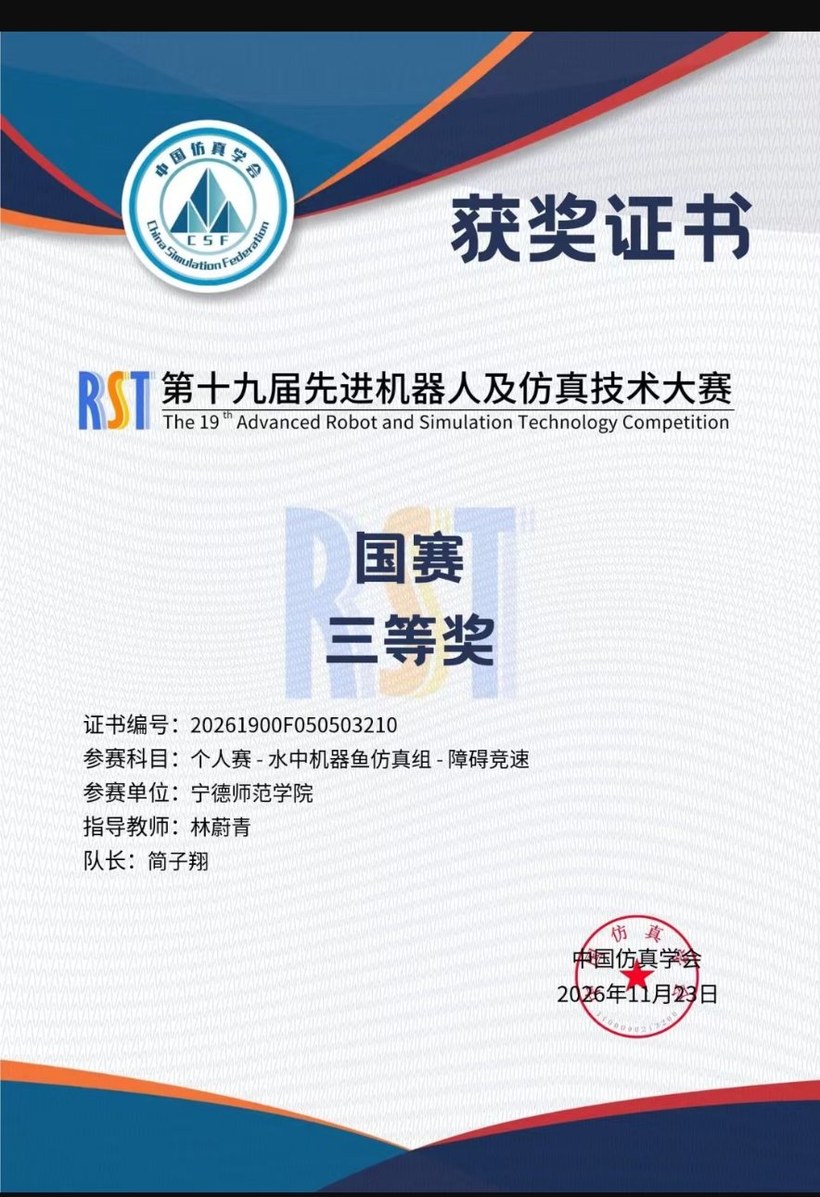 中国仿真学会
CSF
China Simulation Federation
获奖证书
RST 第十九届先进机器人及仿真技术大赛
The 19th Advanced Robot and Simulation Technology Competition
RST
国赛
三等奖
证书编号：20261900F050503210
参赛科目：个人赛 - 水中机器鱼仿真组 - 障碍竞速
参赛单位：宁德师范学院
指导教师：林蔚青
队长：简子翔
中国仿真学会
中国仿真学会
2026年11月23日